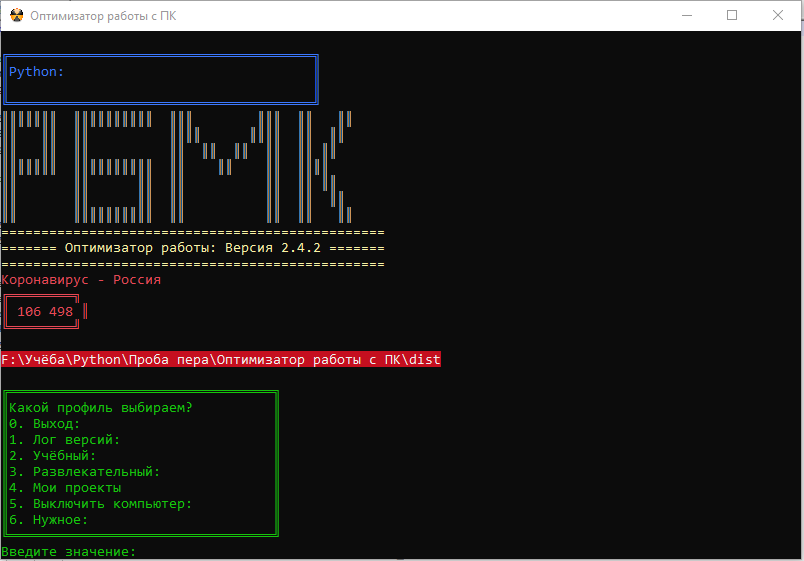 Оптимизатор работы с ПК
Python:
==============================================
======= Оптимизатор работы: Версия 2.4.2 =======
==============================================
Коронавирус - Россия
106 498
F:\Учёба\Python\Проба пера\Оптимизатор работы с ПК\dist
Какой профиль выбираем?
0. Выход:
1. Лог версий:
2. Учёбный:
3. Развлекательный:
4. Мои проекты
5. Выключить компьютер:
6. Нужное:
Введите значение: